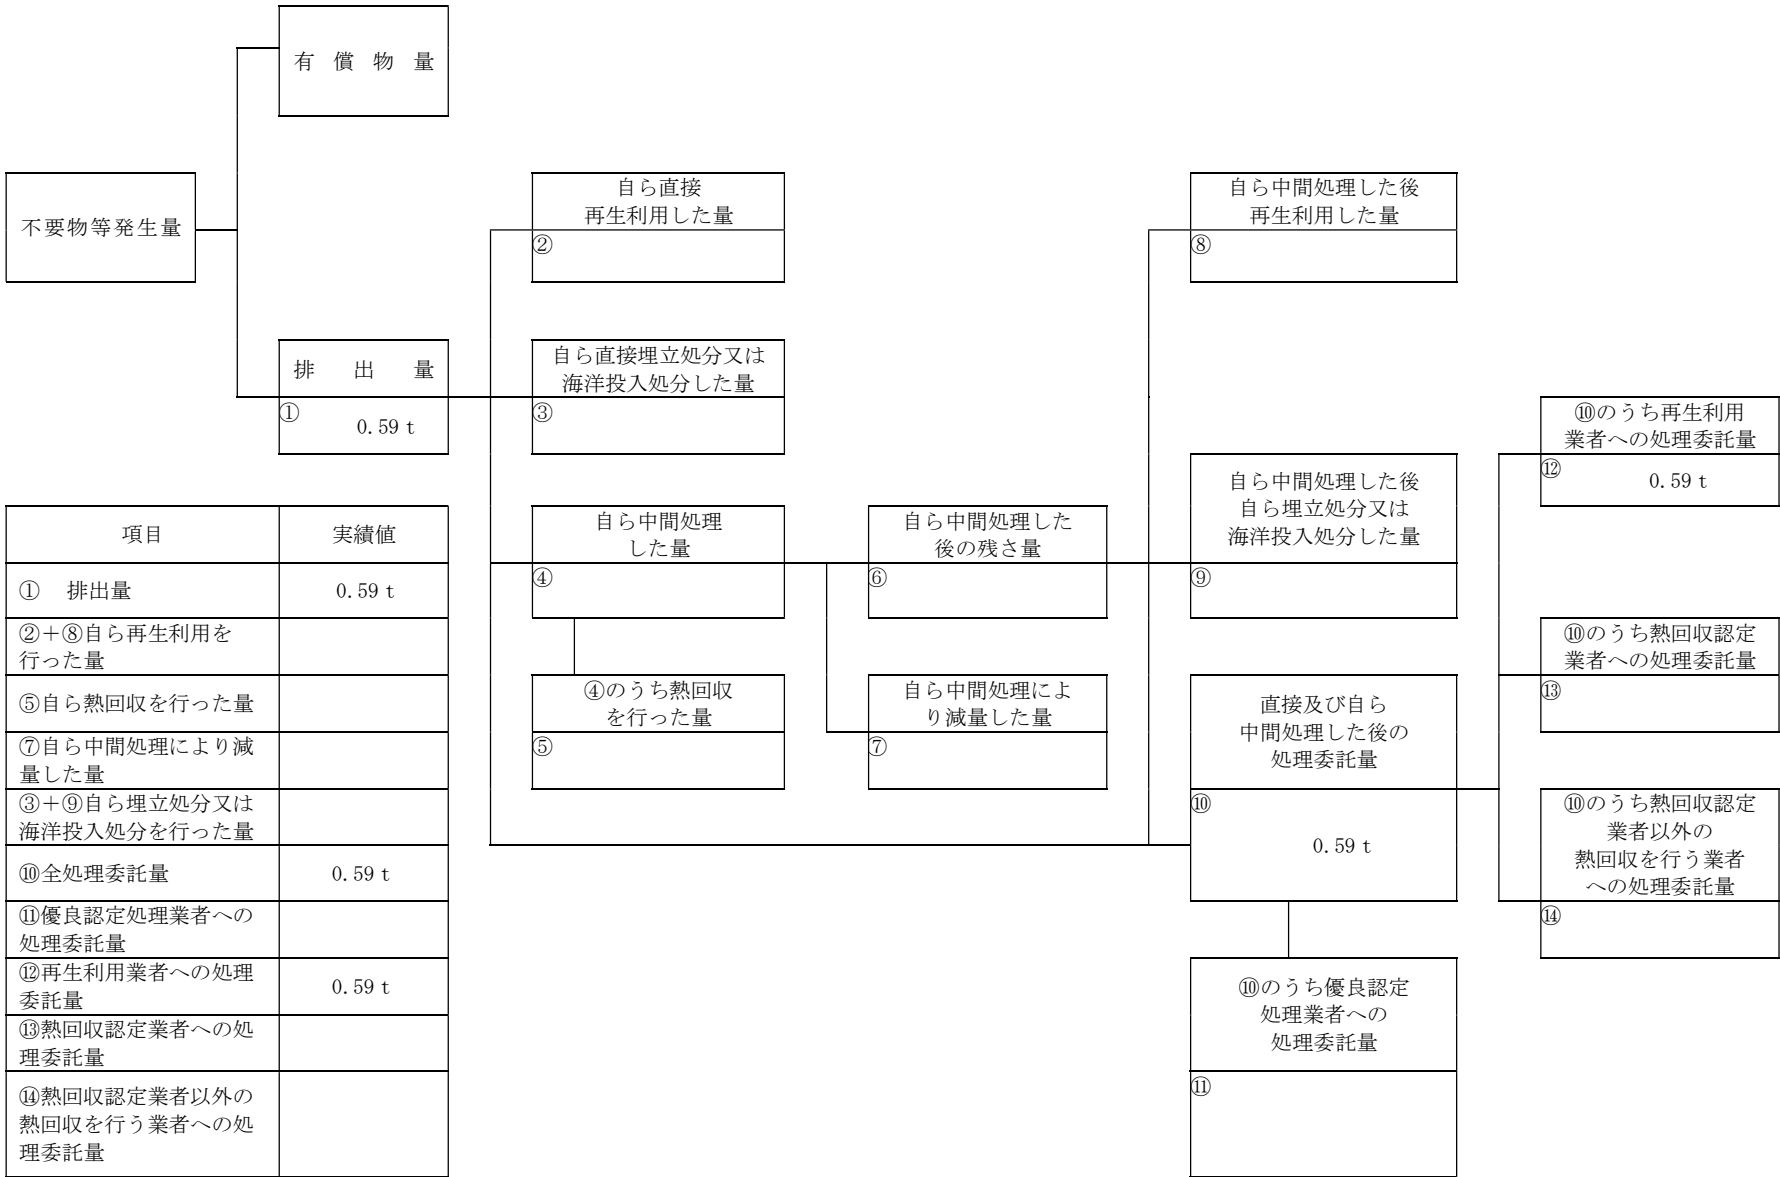 有 償 物 量
不要物等発生量
排 出 量
①
0.59 t
自ら直接
再生利用した量
②
自ら直接埋立処分又は
海洋投入処分した量
③
自ら中間処理
した量
④
④のうち熱回収
を行った量
⑤
自ら中間処理した
後の残さ量
⑥
自ら中間処理によ
り減量した量
⑦
自ら中間処理した後
再生利用した量
⑧
自ら中間処理した後
自ら埋立処分又は
海洋投入処分した量
⑨
直接及び自ら
中間処理した後の
処理委託量
⑩
0.59 t
⑩のうち優良認定
処理業者への
処理委託量
⑪
⑩のうち再生利用
業者への処理委託量
⑫
0.59 t
⑩のうち熱回収認定
業者への処理委託量
⑬
⑩のうち熱回収認定
業者以外の
熱回収を行う業者
への処理委託量
⑭
項目 実績値
① 排出量 0.59 t
②+⑧自ら再生利用を
行った量
⑤自ら熱回収を行った量
⑦自ら中間処理により減
量した量
③+⑨自ら埋立処分又は
海洋投入処分を行った量
⑩全処理委託量 0.59 t
⑪優良認定処理業者への
処理委託量
⑫再生利用業者への処理
委託量
0.59 t
⑬熱回収認定業者への処
理委託量
⑭熱回収認定業者以外の
熱回収を行う業者への処
理委託量